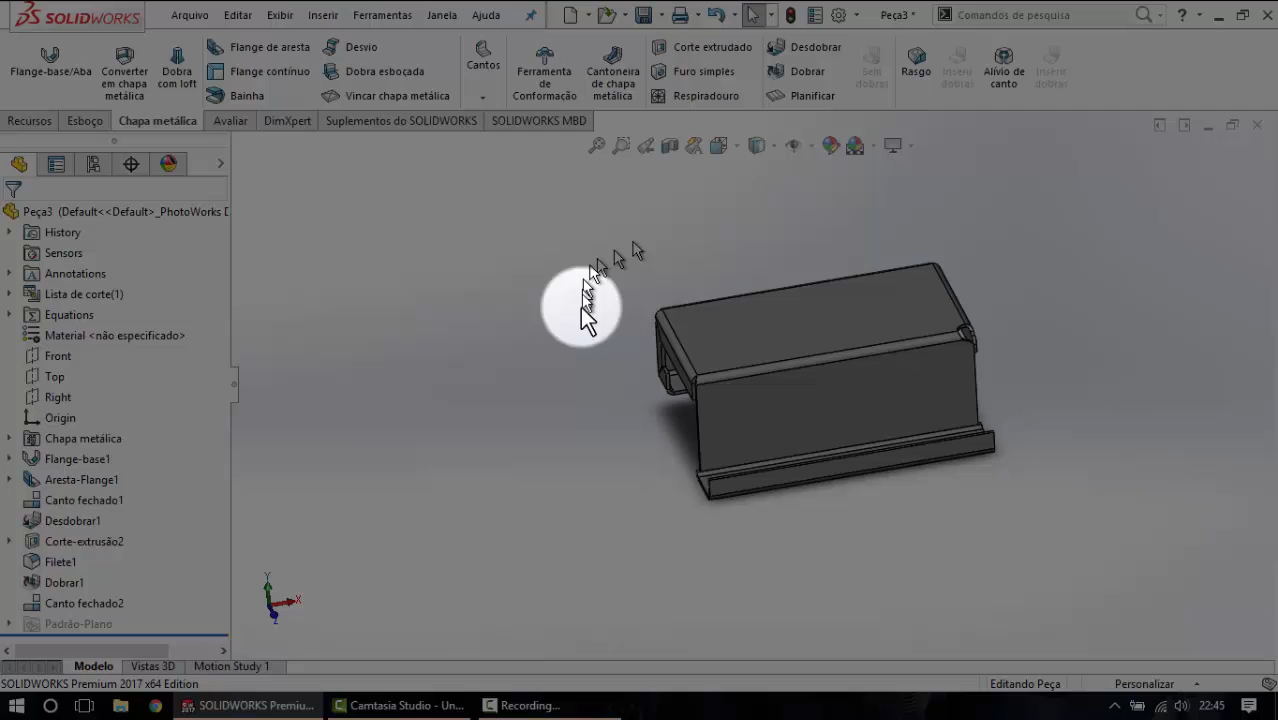 SOLIDWORKS Arquivo Editar Exibir Inserir Ferramentas Janela Ajuda Peça3 * Comandos de pesquisa ?
Flange-base/Aba
Converter em chapa metálica
Dobra com loft
Flange de aresta
Flange contínuo
Bainha
Desvio
Dobra esboçada
Vincar chapa metálica
Cantos
Ferramenta de Conformação
Cantoneira de chapa metálica
Corte extrudado
Furo simples
Respiradouro
Desdobrar
Dobrar
Planificar
Sem dobras
Rasgo
Inserir dobras
Alívio de canto
Inserir dobras
Recursos Esboço Chapa metálica Avaliar DimXpert Suplementos do SOLIDWORKS SOLIDWORKS MBD
Peça3 (Default<<Default>_PhotoWorks D
History
Sensors
Annotations
Lista de corte(1)
Equations
Material <não especificado>
Front
Top
Right
Origin
Chapa metálica
Flange-base1
Aresta-Flange1
Canto fechado1
Desdobrar1
Corte-extrusão2
Filete1
Dobrar1
Canto fechado2
Padrão-Plano
Y
X
Z
Modelo Vistas 3D Motion Study 1
SOLIDWORKS Premium 2017 x64 Edition Editando Peça Personalizar
SOLIDWORKS Premiu... Camtasia Studio - Un... Recording... 22:45